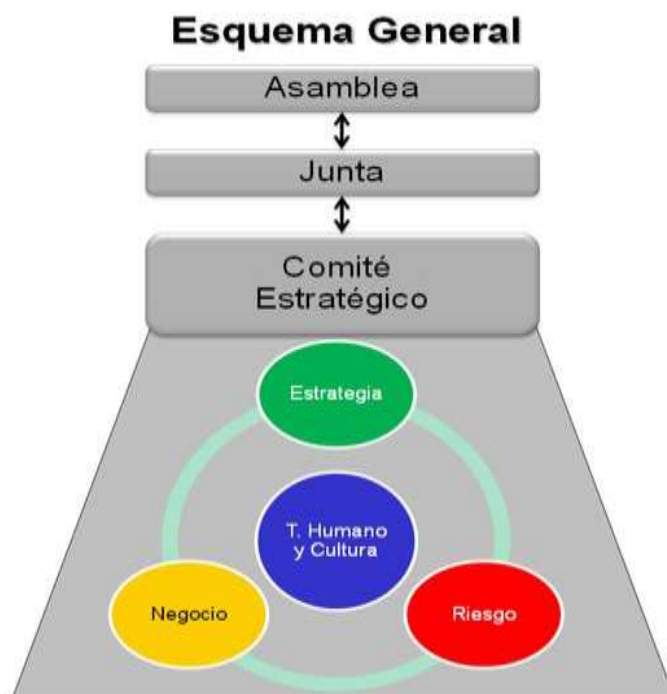 Esquema General
Asamblea
Junta
Comité
Estratégico
Estrategia
T. Humano
y Cultura
Negocio
Riesgo